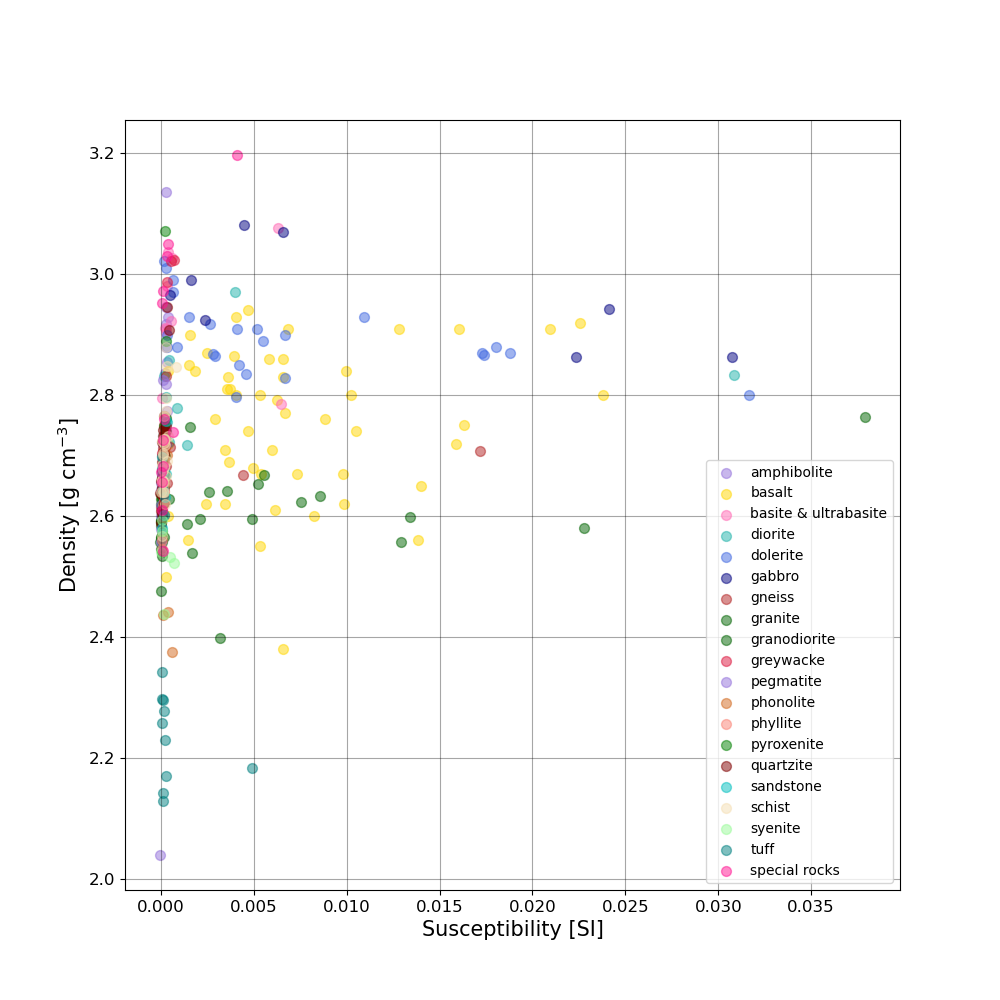 3.2
3.0
2.8
2.6
2.4
2.2
2.0
Density [g cm⁻³]
amphibolite
basalt
basite & ultrabasite
diorite
dolerite
gabbro
gneiss
granite
granodiorite
greywacke
pegmatite
phonolite
phyllite
pyroxenite
quartzite
sandstone
schist
syenite
tuff
special rocks
0.000 0.005 0.010 0.015 0.020 0.025 0.030 0.035
Susceptibility [SI]